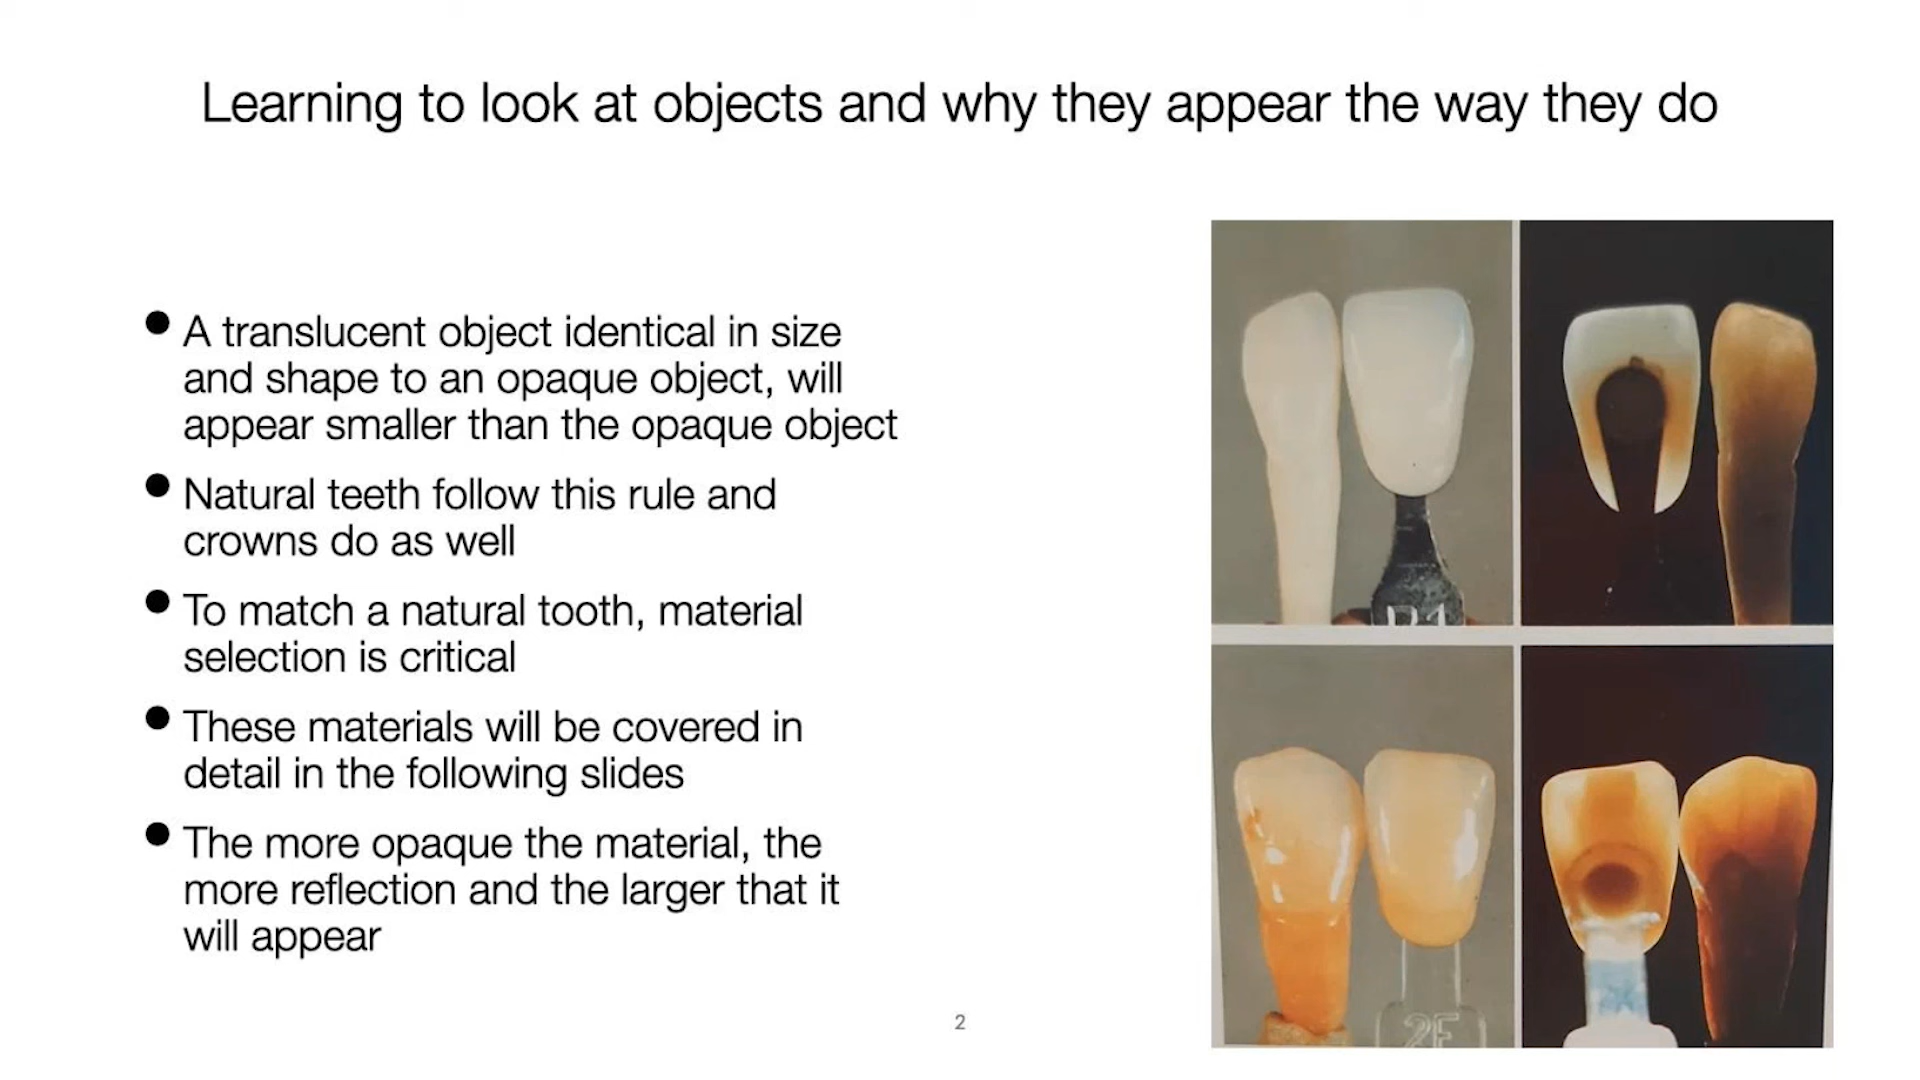 Learning to look at objects and why they appear the way they do
A translucent object identical in size
and shape to an opaque object, will
appear smaller than the opaque object
Natural teeth follow this rule and
crowns do as well
To match a natural tooth, material
selection is critical
These materials will be covered in
detail in the following slides
The more opaque the material, the
more reflection and the larger that it
will appear
2